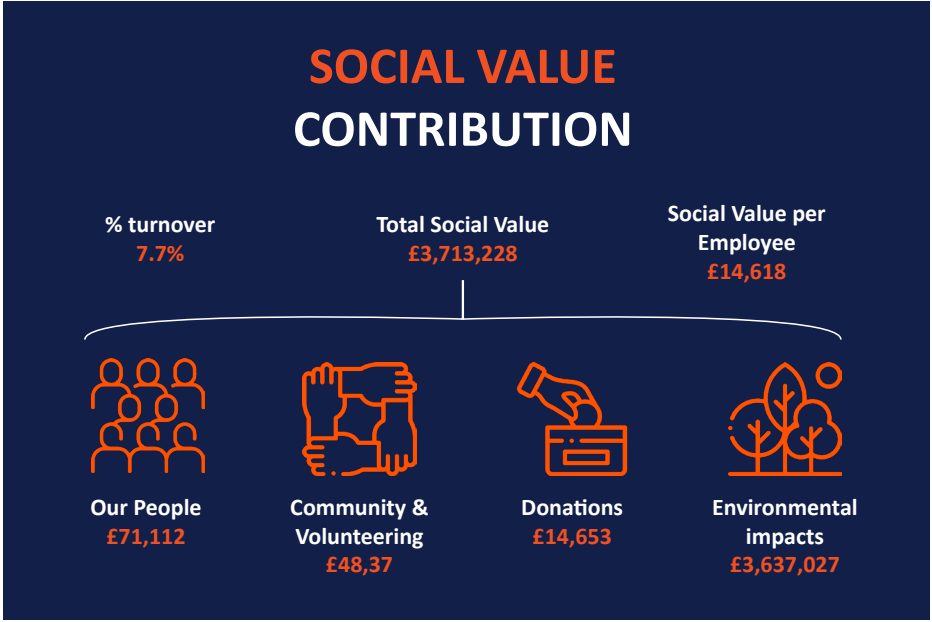 SOCIAL VALUE
CONTRIBUTION
% turnover
7.7%
Total Social Value
£3,713,228
Social Value per
Employee
£14,618
Our People
£71,112
Community &
Volunteering
£48,37
Donations
£14,653
Environmental
impacts
£3,637,027